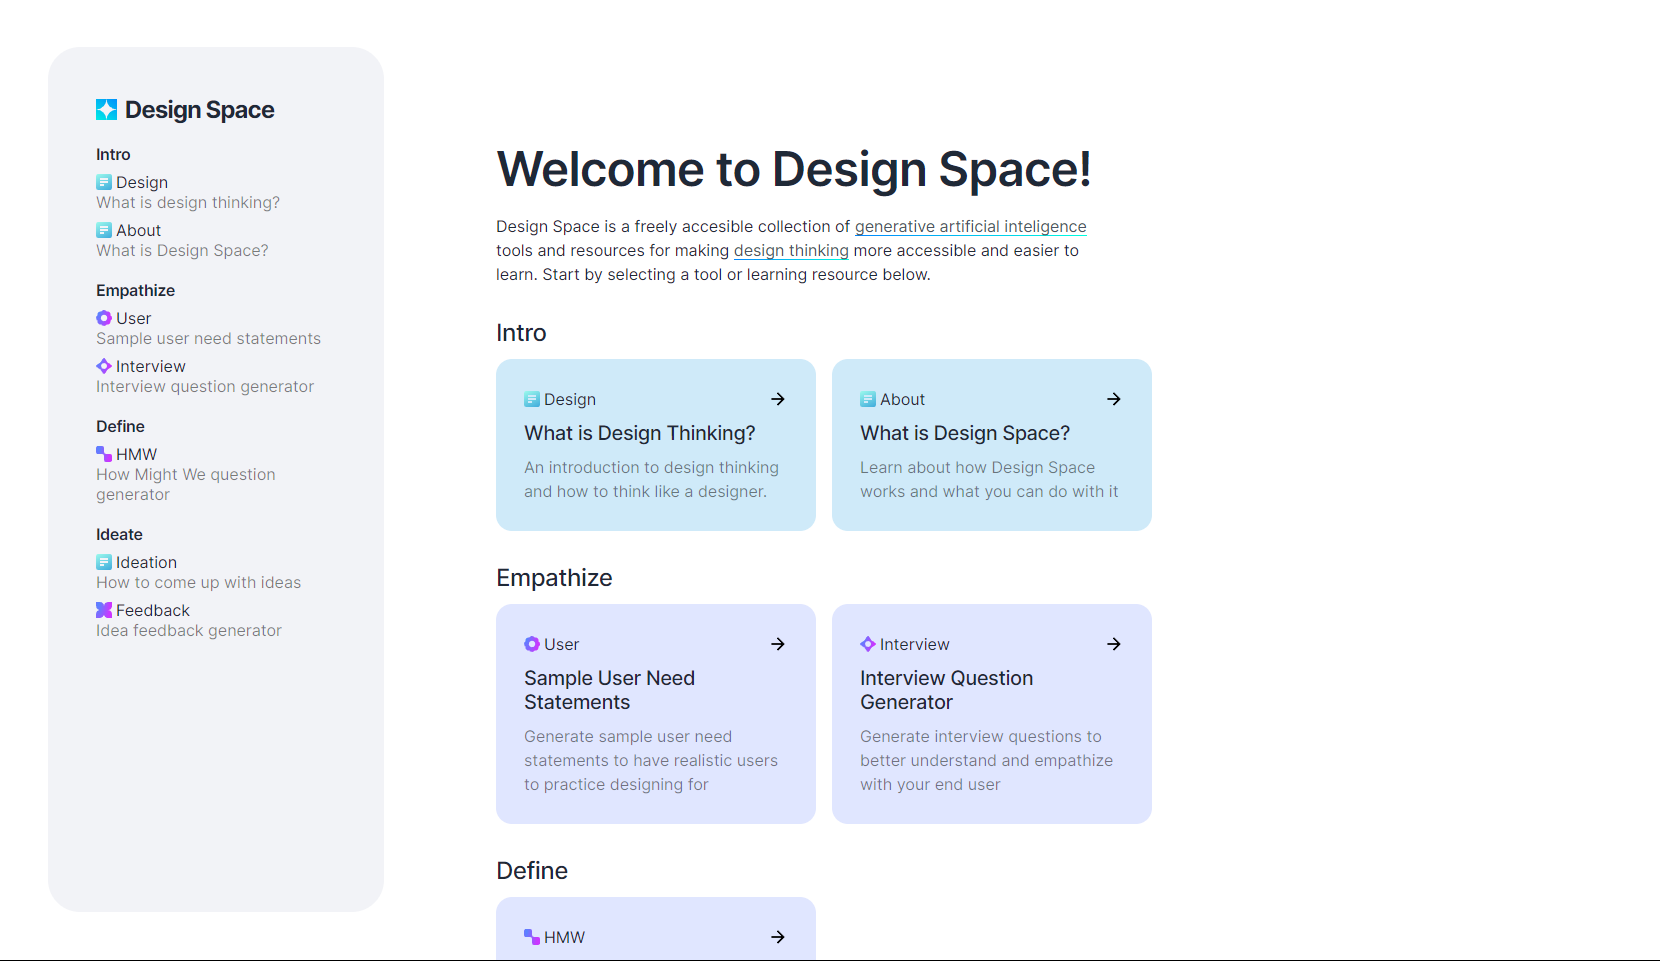 Design Space
Intro
Design
What is design thinking?
About
What is Design Space?
Empathize
User
Sample user need statements
Interview
Interview question generator
Define
HMW
How Might We question
generator
Ideate
Ideation
How to come up with ideas
Feedback
Idea feedback generator
Welcome to Design Space!
Design Space is a freely accesible collection of generative artificial inteligence
tools and resources for making design thinking more accessible and easier to
learn. Start by selecting a tool or learning resource below.
Intro
Design
What is Design Thinking?
An introduction to design thinking
and how to think like a designer.
About
What is Design Space?
Learn about how Design Space
works and what you can do with it
Empathize
User
Sample User Need
Statements
Generate sample user need
statements to have realistic users
to practice designing for
Interview
Interview Question
Generator
Generate interview questions to
better understand and empathize
with your end user
Define
HMW